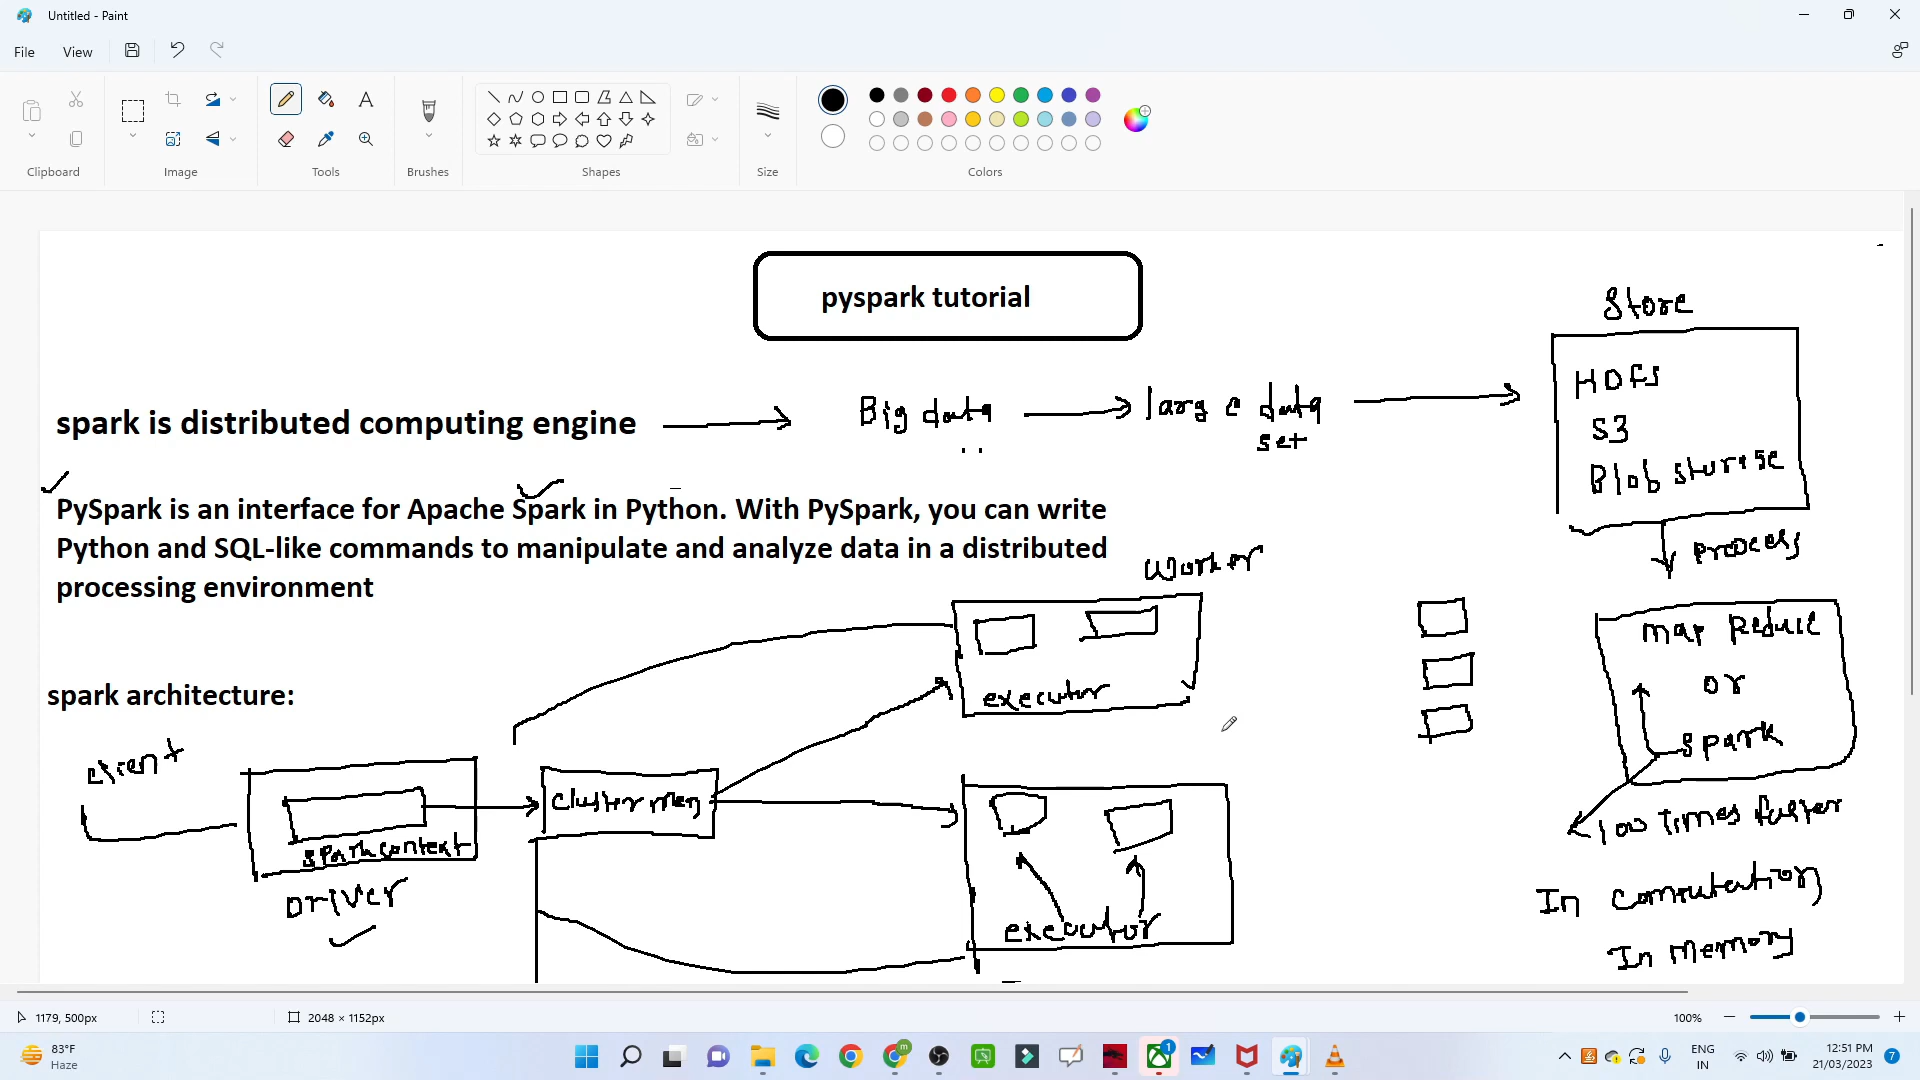 Untitled - Paint
File
View
Clipboard
Image
Tools
Brushes
Shapes
Size
Colors
pyspark tutorial
Store
HDFS
S3
Blob storage
spark is distributed computing engine
Big data
large data
set
PySpark is an interface for Apache Spark in Python. With PySpark, you can write
Python and SQL-like commands to manipulate and analyze data in a distributed
processing environment
process
worker
map Reduce
or
spark
executor
spark architecture:
client
cluster man
spark context
DRIVER
executor
100 times faster
In computation
In memory
1179, 500px
2048 × 1152px
100%
83°F
Haze
1
m
ENG
IN
12:51 PM
21/03/2023
7